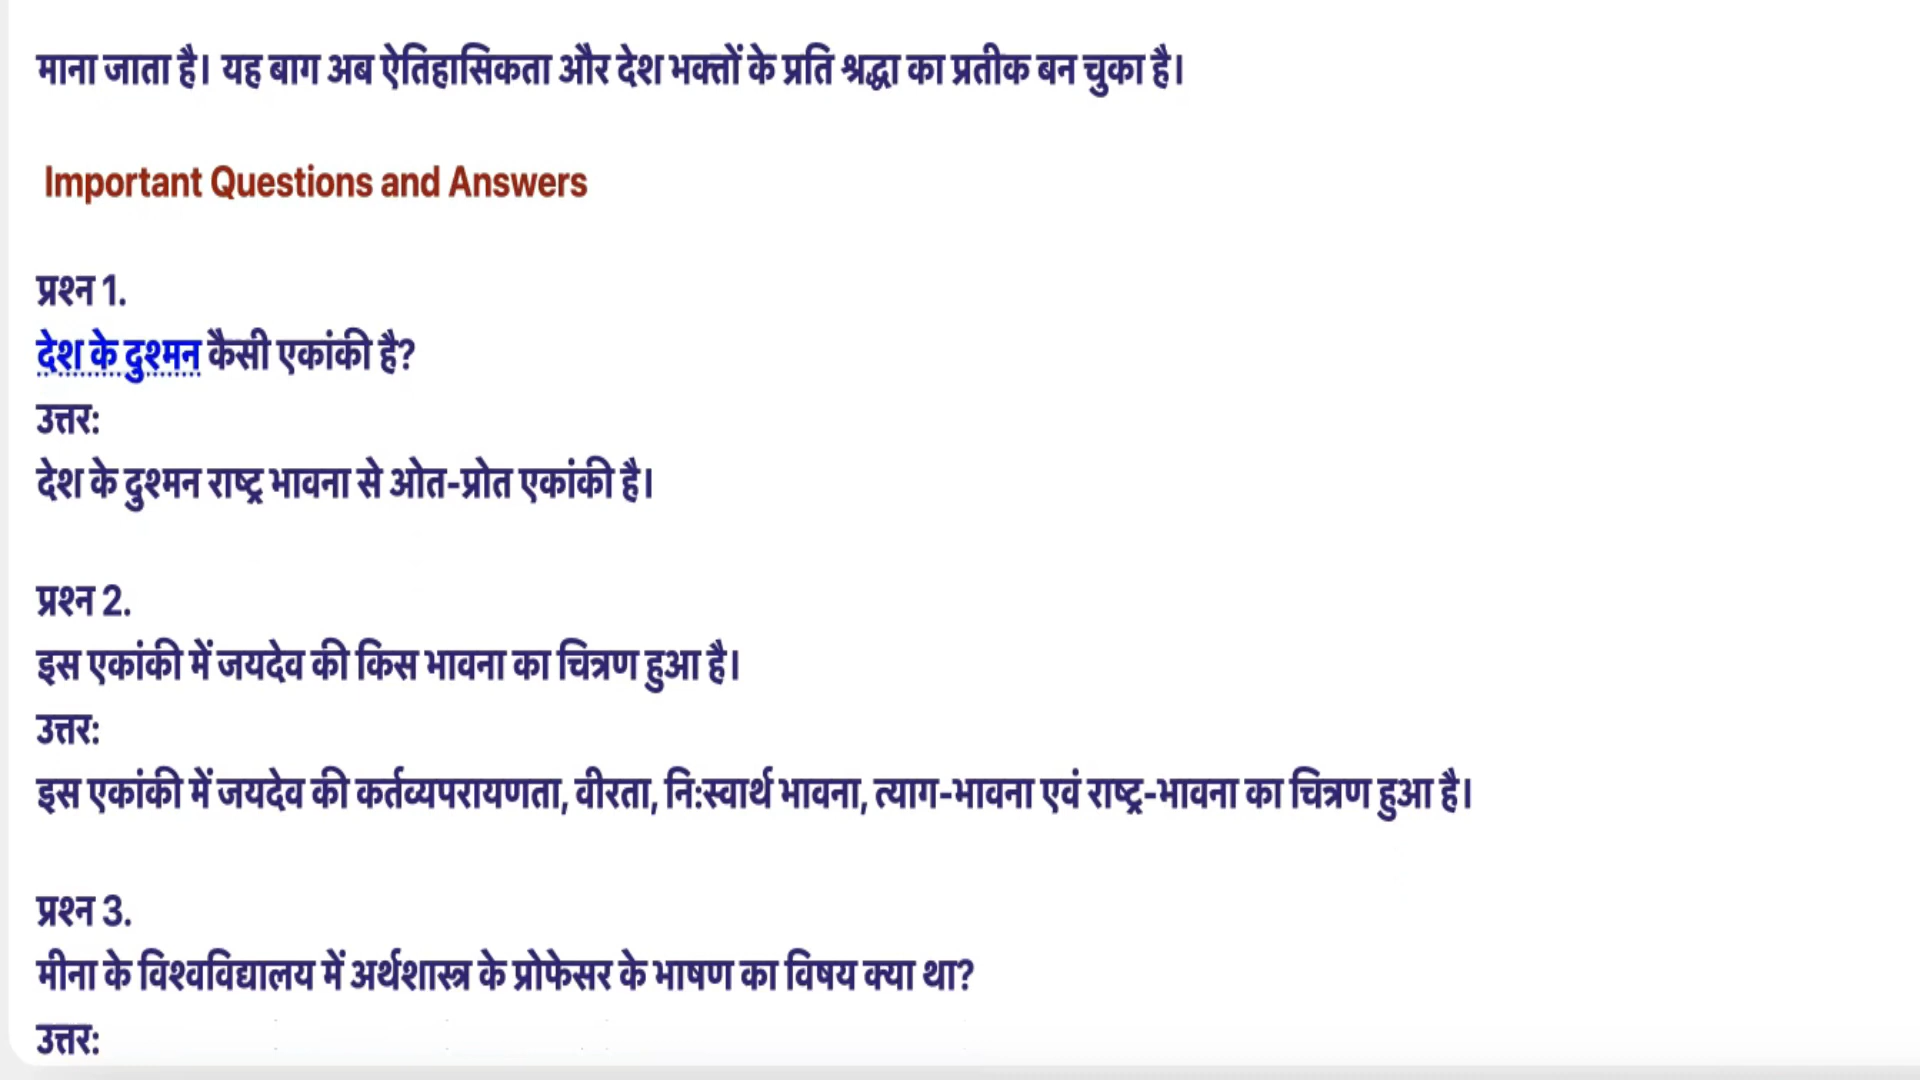 माना जाता है। यह बाग अब ऐतिहासिकता और देश भक्तों के प्रति श्रद्धा का प्रतीक बन चुका है।
Important Questions and Answers
प्रश्न 1.
देश के दुश्मन कैसी एकांकी है?
उत्तर:
देश के दुश्मन राष्ट्र भावना से ओत-प्रोत एकांकी है।
प्रश्न 2.
इस एकांकी में जयदेव की किस भावना का चित्रण हुआ है।
उत्तर:
इस एकांकी में जयदेव की कर्तव्यपरायणता, वीरता, नि:स्वार्थ भावना, त्याग-भावना एवं राष्ट्र-भावना का चित्रण हुआ है।
प्रश्न 3.
मीना के विश्वविद्यालय में अर्थशास्त्र के प्रोफेसर के भाषण का विषय क्या था?
उत्तर: